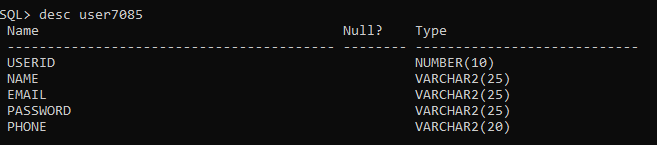 SQL> desc user7085
Name Null? Type
----------------------------------------- -------- ----------------------------
USERID NUMBER(10)
NAME VARCHAR2(25)
EMAIL VARCHAR2(25)
PASSWORD VARCHAR2(25)
PHONE VARCHAR2(20)